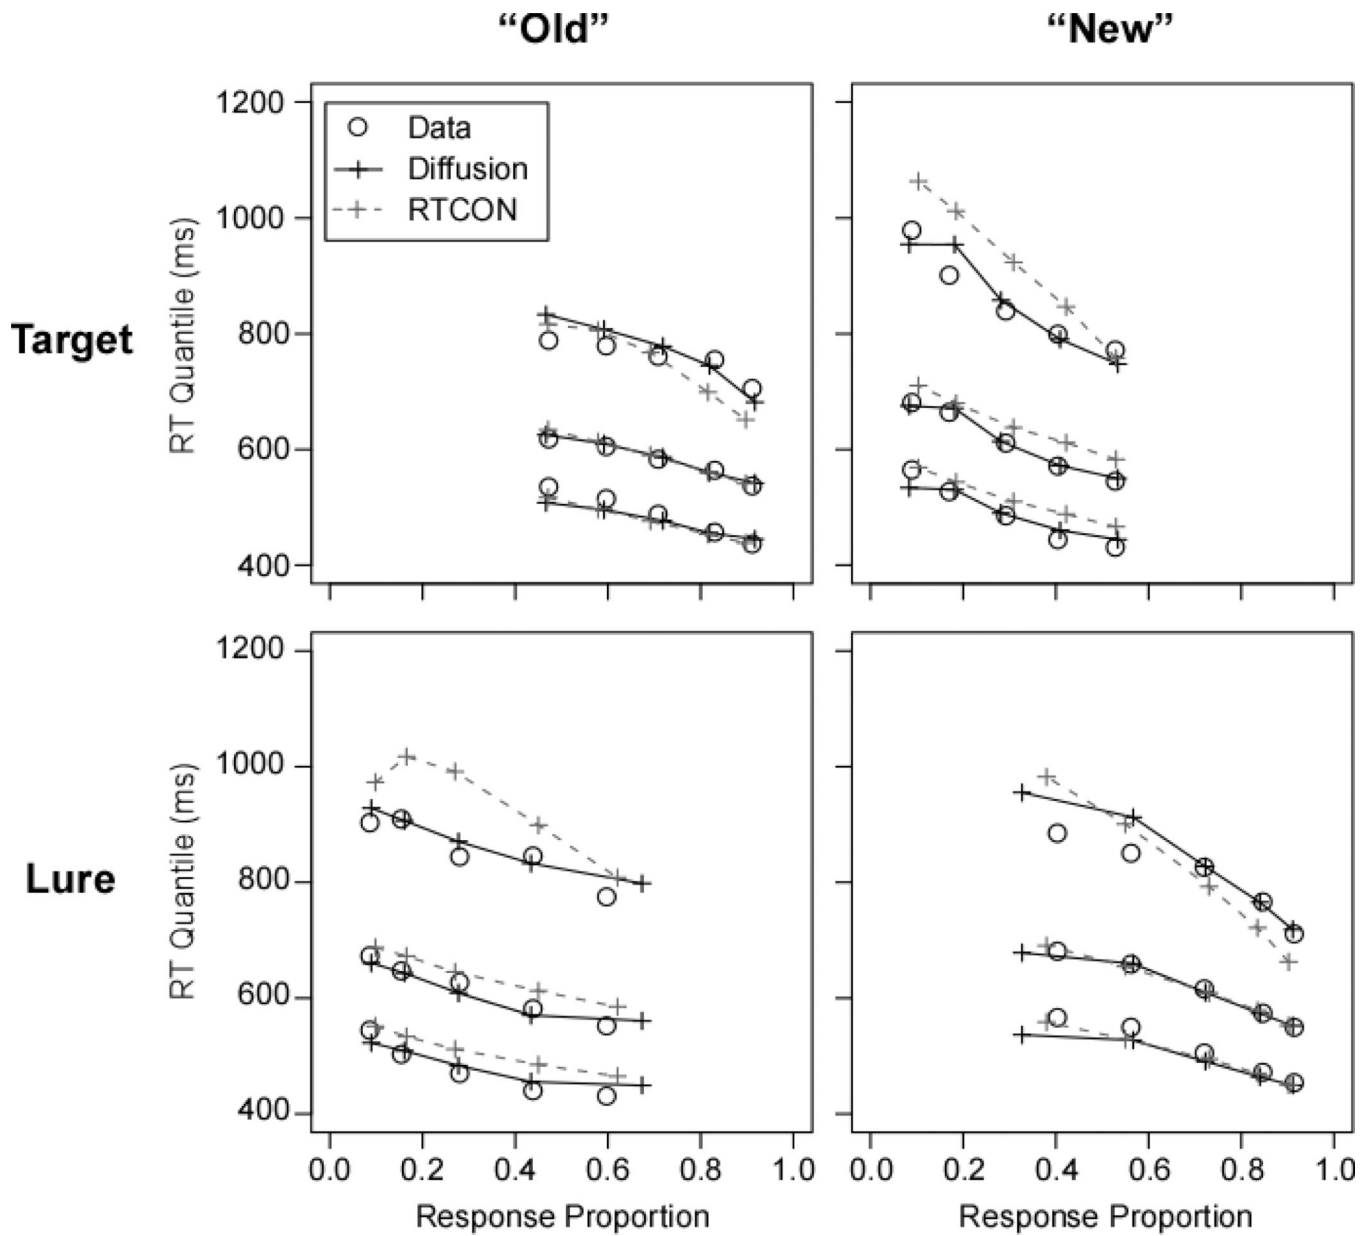 “Old”
“New”
1200
1000
800
600
400
RT Quantile (ms)
Target
Data
Diffusion
RTCON
1200
1000
800
600
400
RT Quantile (ms)
Lure
0.0 0.2 0.4 0.6 0.8 1.0
0.0 0.2 0.4 0.6 0.8 1.0
Response Proportion
Response Proportion